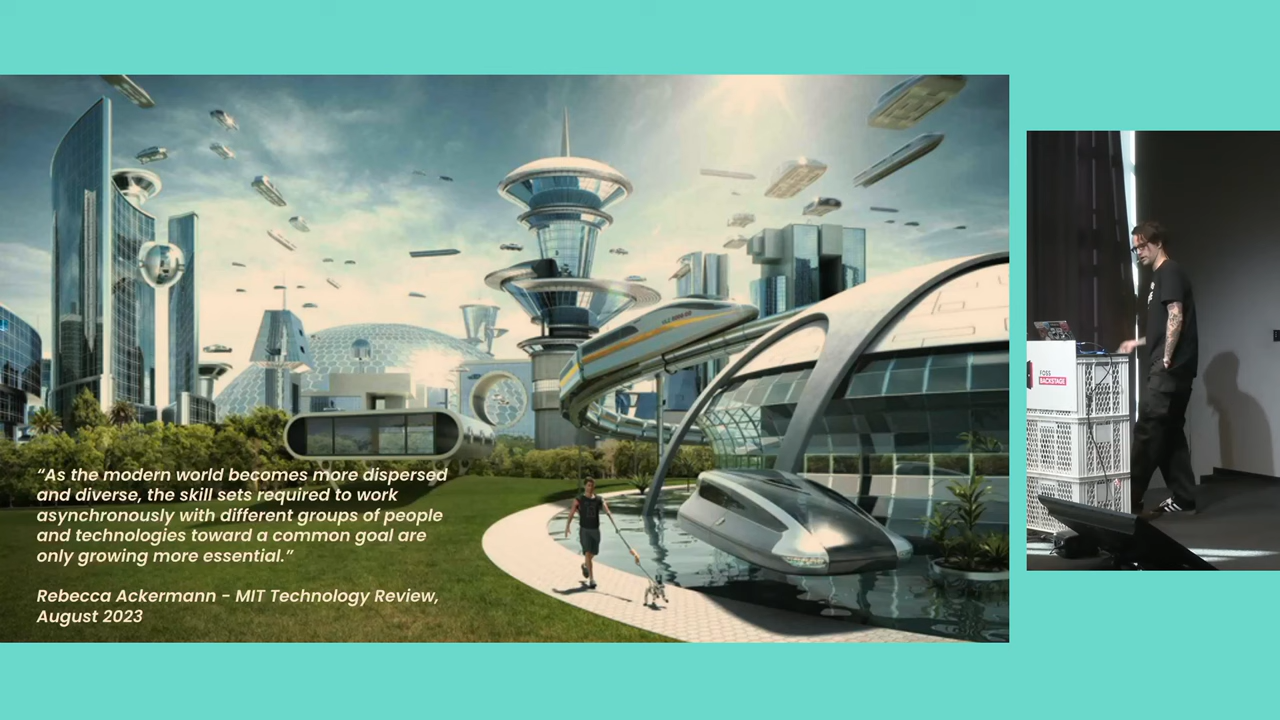 “As the modern world becomes more dispersed
and diverse, the skill sets required to work
asynchronously with different groups of people
and technologies toward a common goal are
only growing more essential.”
Rebecca Ackermann - MIT Technology Review,
August 2023
FOSS
BACKSTAGE